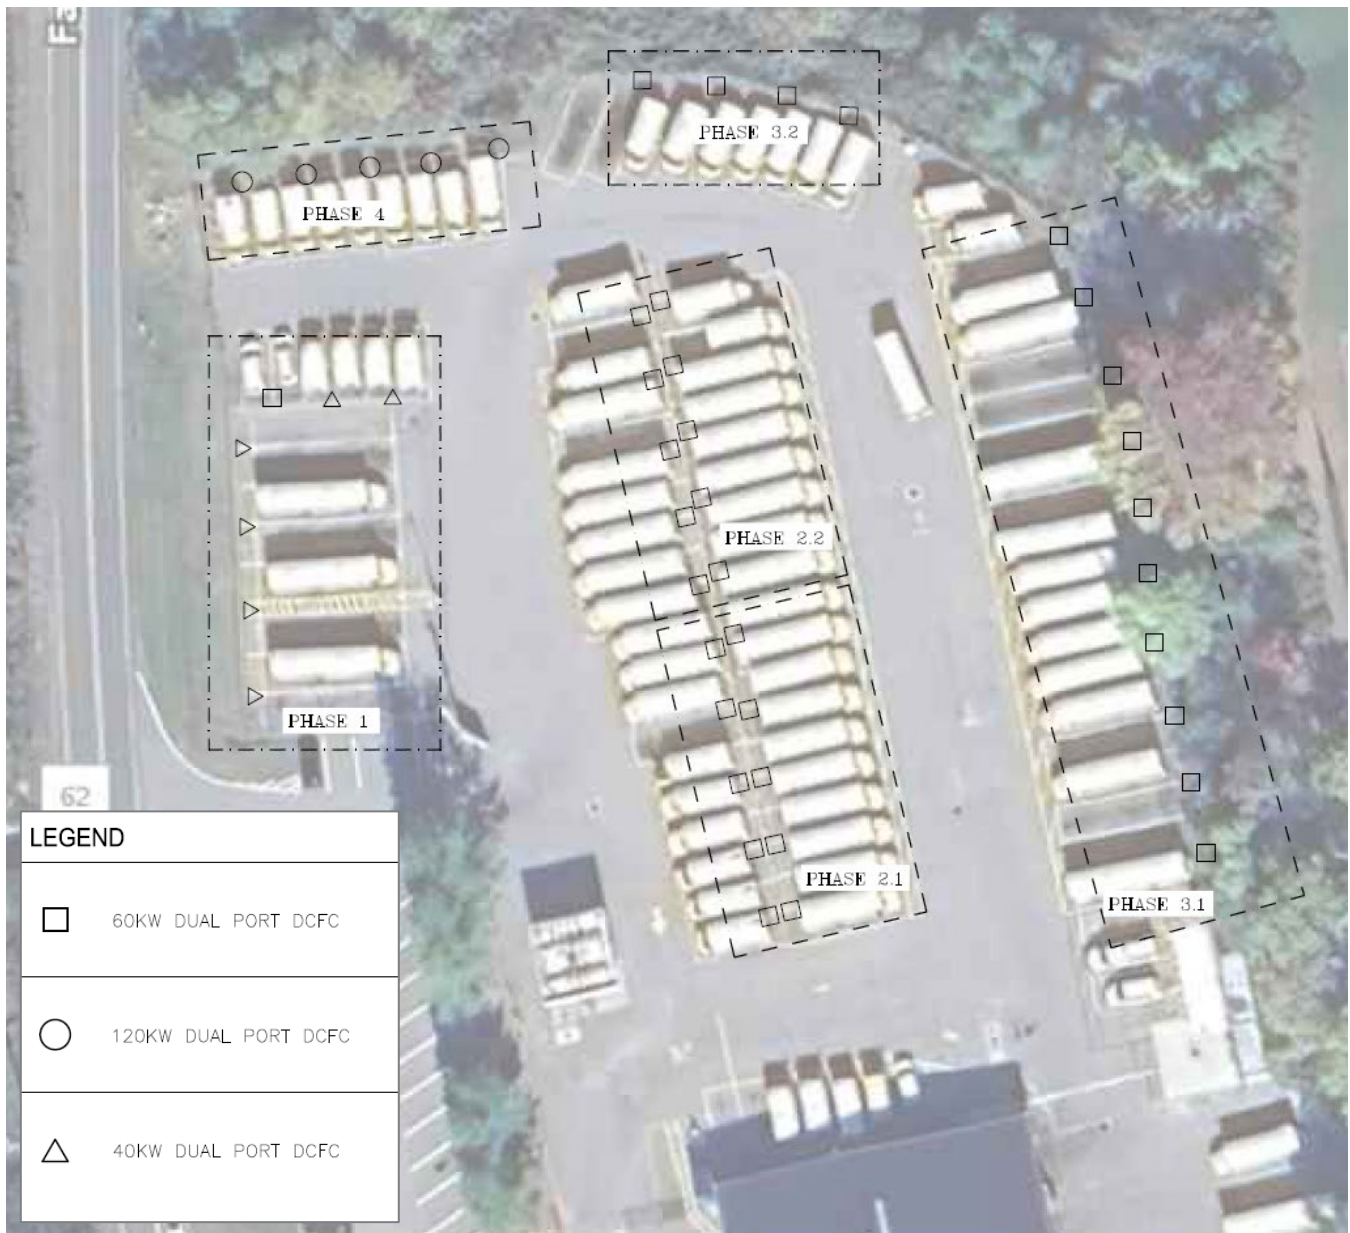 Fa
PHASE 3.2
PHASE 4
PHASE 2.2
PHASE 1
62
PHASE 2.1
PHASE 3.1
LEGEND
60KW DUAL PORT DCFC
120KW DUAL PORT DCFC
40KW DUAL PORT DCFC